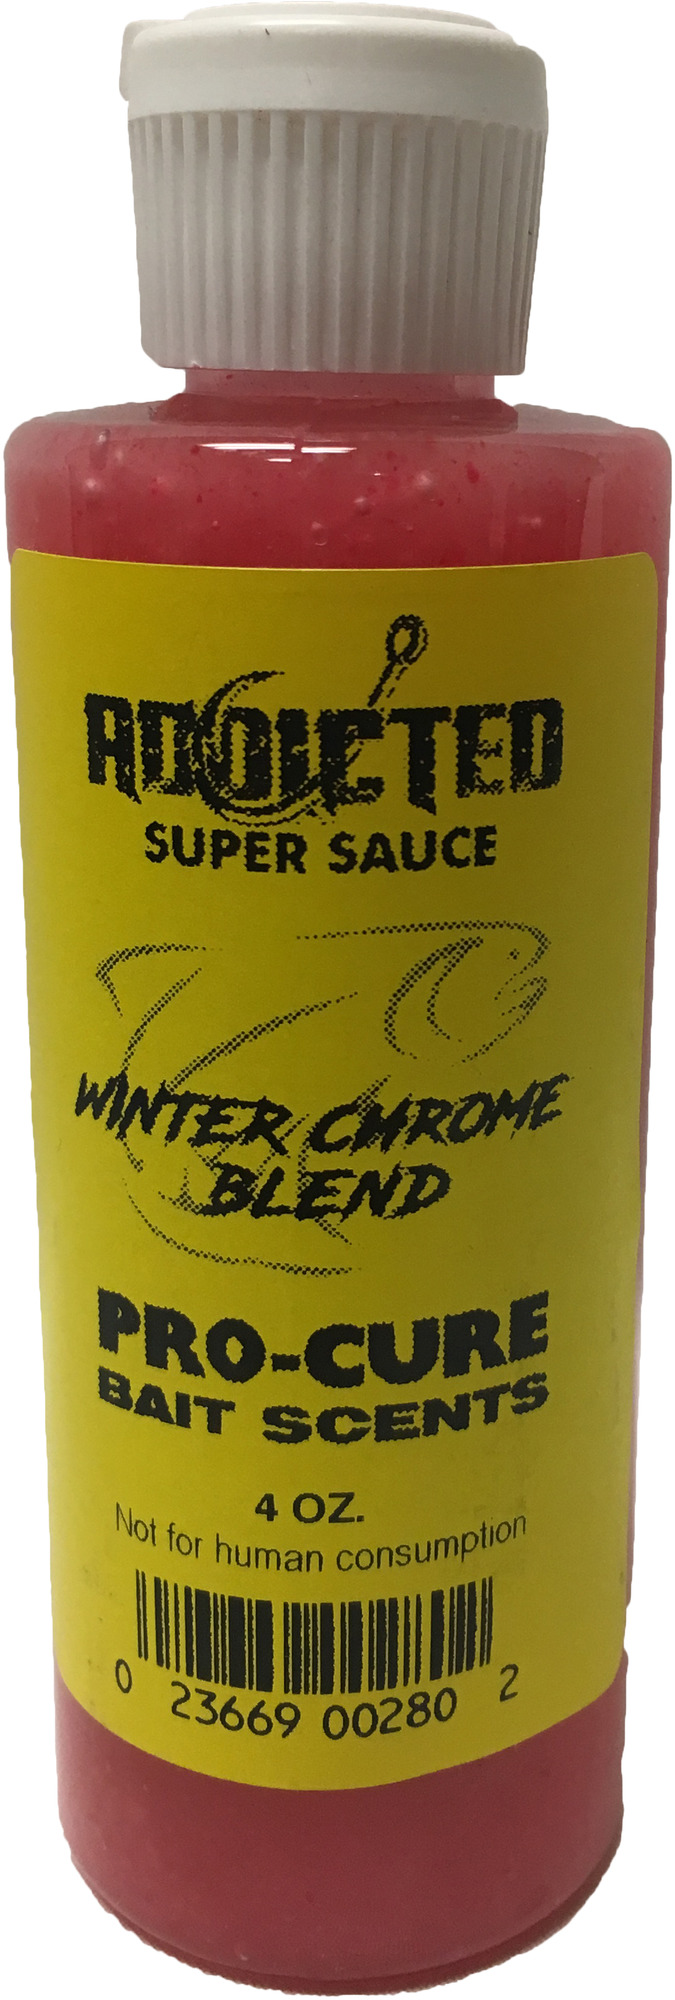 ADDICTED
SUPER SAUCE
WINTER CHROME
BLEND
PRO-CURE
BAIT SCENTS
4 OZ.
Not for human consumption
0 23669 00280 2